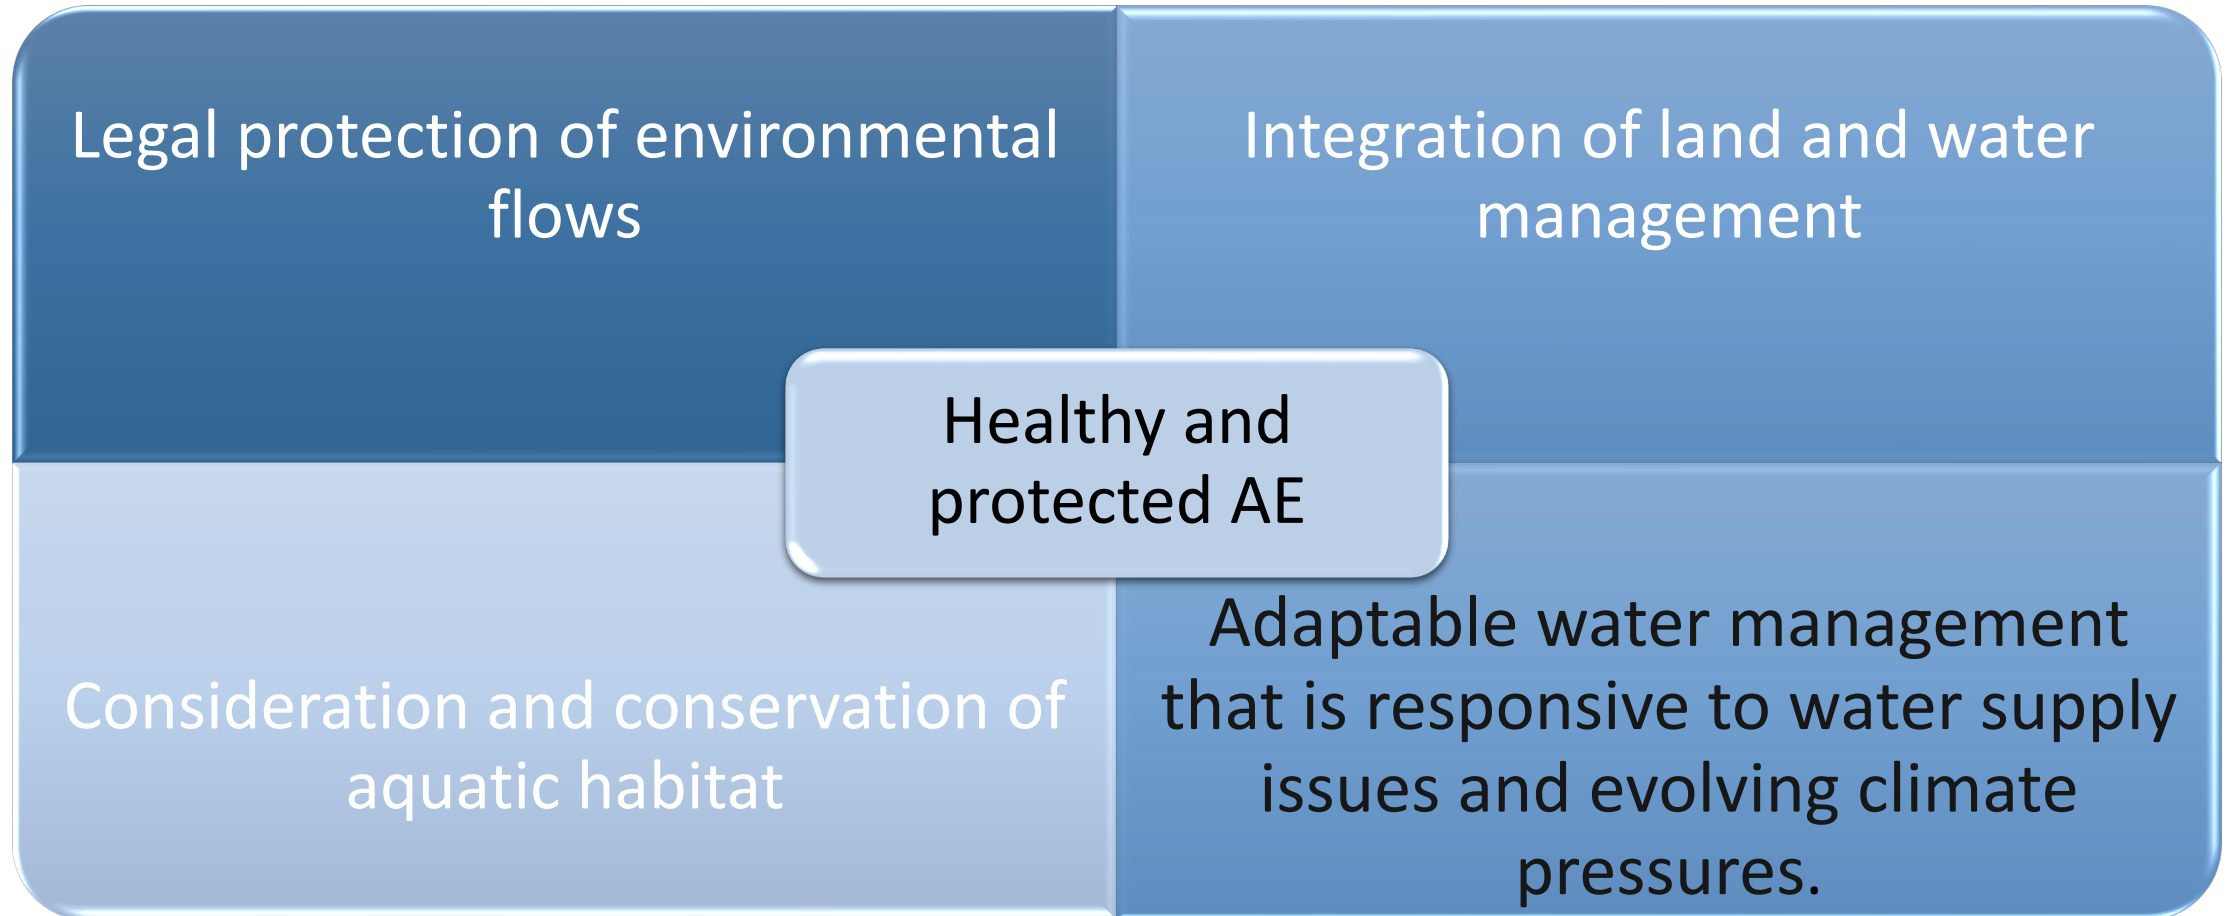 Legal protection of environmental
flows
Integration of land and water
management
Healthy and
protected AE
Consideration and conservation of
aquatic habitat
Adaptable water management
that is responsive to water supply
issues and evolving climate
pressures.